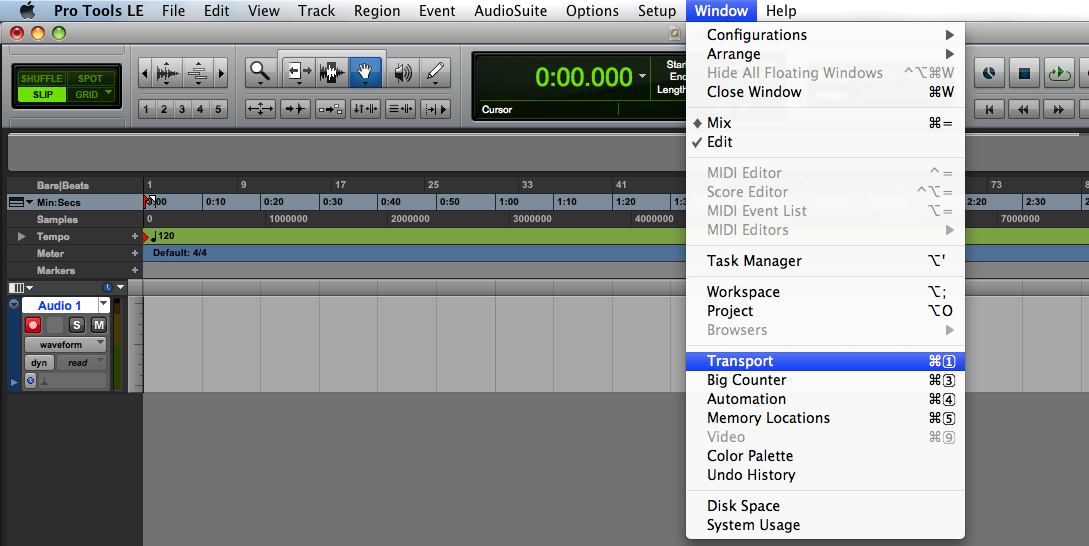 Pro Tools LE File Edit View Track Region Event AudioSuite Options Setup Window Help
SHUFFLE SPOT
SLIP GRID
1 2 3 4 5
0:00.000
Start
End
Length
Cursor
Configurations
Arrange
Hide All Floating Windows ^⌥⌘W
Close Window ⌘W
Mix ⌘=
Edit
MIDI Editor ^=
Score Editor ^⌥=
MIDI Event List ⌥=
MIDI Editors
Task Manager ⌥'
Workspace ⌥;
Project ⌥O
Browsers
Transport ⌘1
Big Counter ⌘3
Automation ⌘4
Memory Locations ⌘5
Video ⌘9
Color Palette
Undo History
Disk Space
System Usage
Bars|Beats 1 9 17 25 33 41 73
Min:Secs 0:10 0:20 0:30 0:40 0:50 1:00 1:10 1:20 2:20 2:30
Samples 0 1000000 2000000 3000000 4000000 7000000
Tempo + 120
Meter + Default: 4/4
Markers +
Audio 1
S M
waveform
dyn read